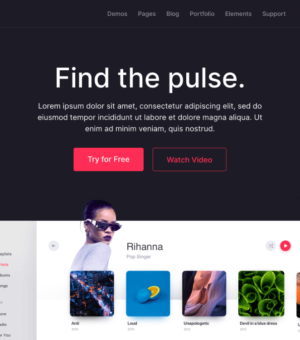 Demos Pages Blog Portfolio Elements Support
Find the pulse.
Lorem ipsum dolor sit amet, consectetur adipiscing elit, sed do
eiusmod tempor incididunt ut labore et dolore magna aliqua. Ut
enim ad minim veniam, quis nostrud.
Try for Free Watch Video
Rihanna
Pop Singer
Anti Loud Unapologetic Devil in a blue dress